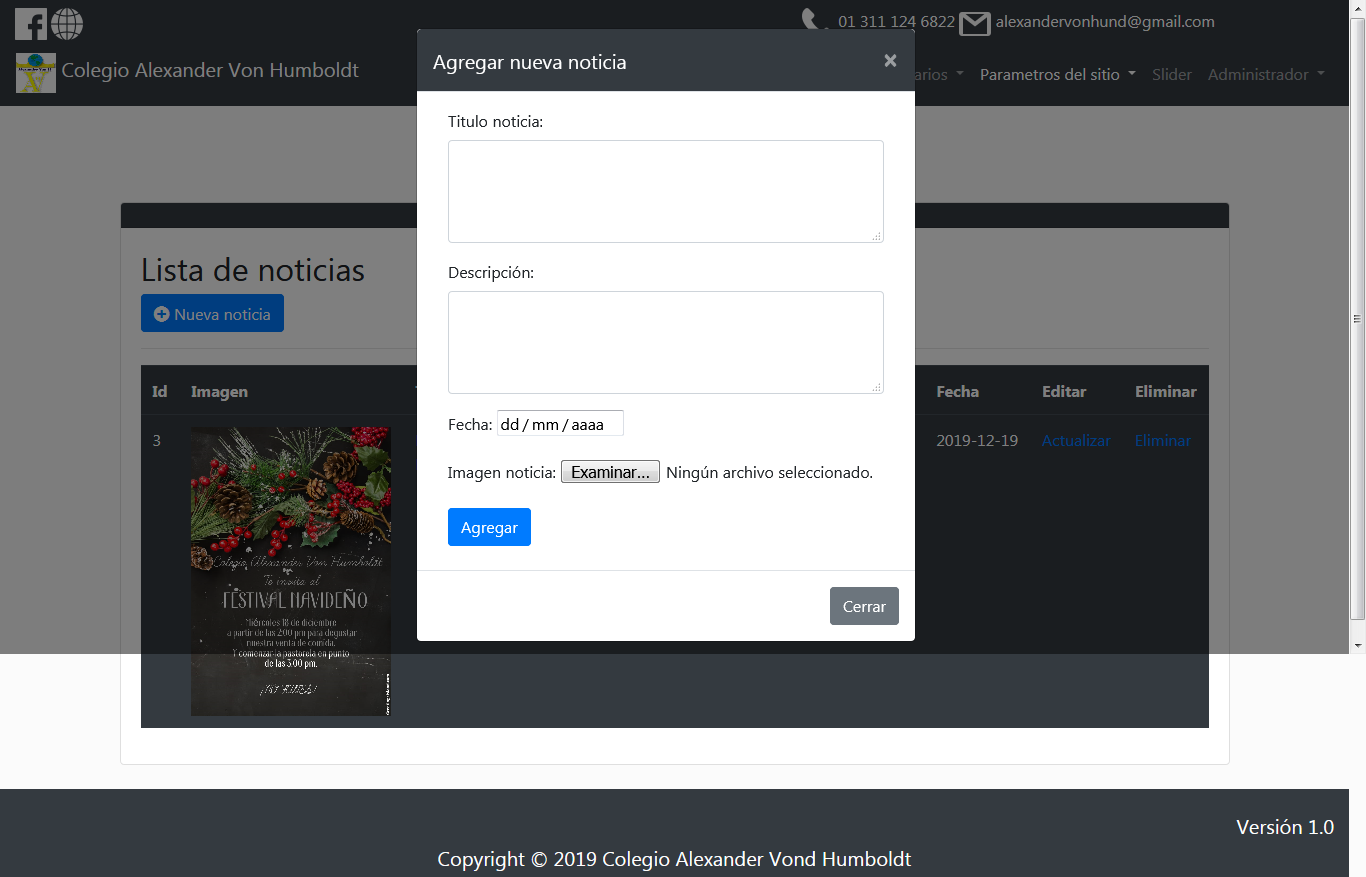 01 311 124 6822 alexandervonhund@gmail.com
Colegio Alexander Von Humboldt
arios Parametros del sitio Slider Administrador
Agregar nueva noticia ×
Titulo noticia:
Descripción:
Fecha: dd / mm / aaaa
Imagen noticia: Examinar... Ningún archivo seleccionado.
Agregar
Cerrar
Lista de noticias
Nueva noticia
Id Imagen Fecha Editar Eliminar
3 2019-12-19 Actualizar Eliminar
Colegio Alexander Von Humboldt
Te invita al
FESTIVAL NAVIDEÑO
Miércoles 18 de diciembre
a partir de las 2:00 pm para degustar
nuestra venta de comida.
Y comenzar la pastorela en punto
de las 3:00 pm.
Versión 1.0
Copyright © 2019 Colegio Alexander Vond Humboldt